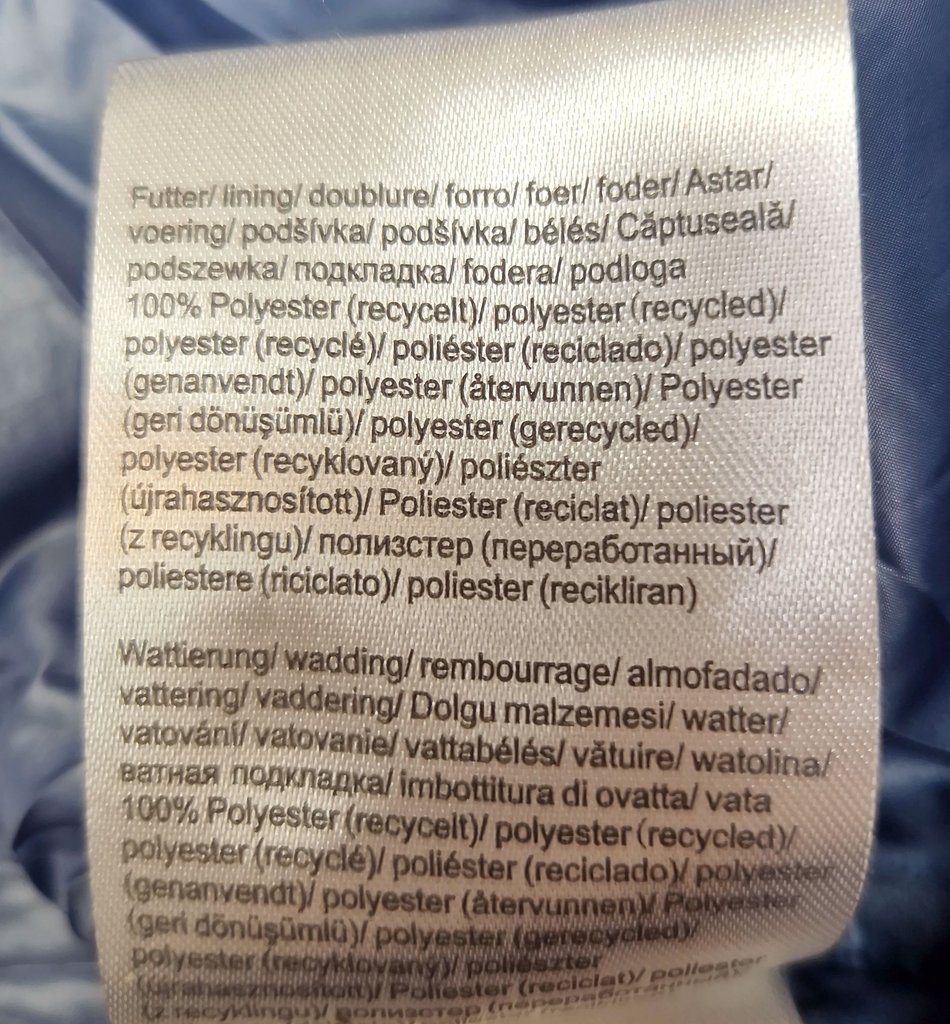 Futter/ lining/ doublure/ forro/ foer/ foder/ Astar/
voering/ podšívka/ podšívka/ bélés/ Căptuseală/
podszewka/ подкладка/ fodera/ podloga
100% Polyester (recycelt)/ polyester (recycled)/
polyester (recyclé)/ poliéster (reciclado)/ polyester
(genanvendt)/ polyester (återvunnen)/ Polyester
(geri dönüşümlü)/ polyester (gerecycled)/
polyester (recyklovaný)/ poliészter
(újrahasznosított)/ Poliester (reciclat)/ poliester
(z recyklingu)/ полизстер (переработанный)/
poliestere (riciclato)/ poliester (recikliran)
Wattierung/ wadding/ rembourrage/ almofadado/
vattering/ vaddering/ Dolgu malzemesi/ watter/
vatování/ vatovanie/ vattabélés/ vătuire/ watolina/
ватная подкладка/ imbottitura di ovatta/ vata
100% Polyester (recycelt)/ polyester (recycled)/
polyester (recyclé)/ poliéster (reciclado)/ polyester
(genanvendt)/ polyester (återvunnen)/ Polyester
(geri dönüşümlü)/ polyester (gerecycled)/
polyester (recyklovaný)/ poliészter
(újrahasznosított)/ Poliester (reciclat)/ poliester
(z recyklingu)/ полизстер (переработанный)/